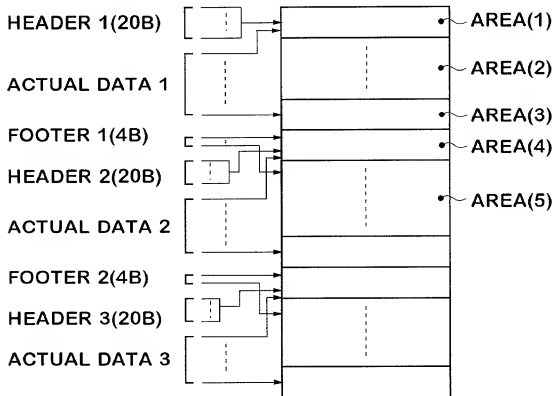 HEADER 1(20B)
AREA(1)
AREA(2)
ACTUAL DATA 1
AREA(3)
FOOTER 1(4B)
AREA(4)
HEADER 2(20B)
AREA(5)
ACTUAL DATA 2
FOOTER 2(4B)
HEADER 3(20B)
ACTUAL DATA 3